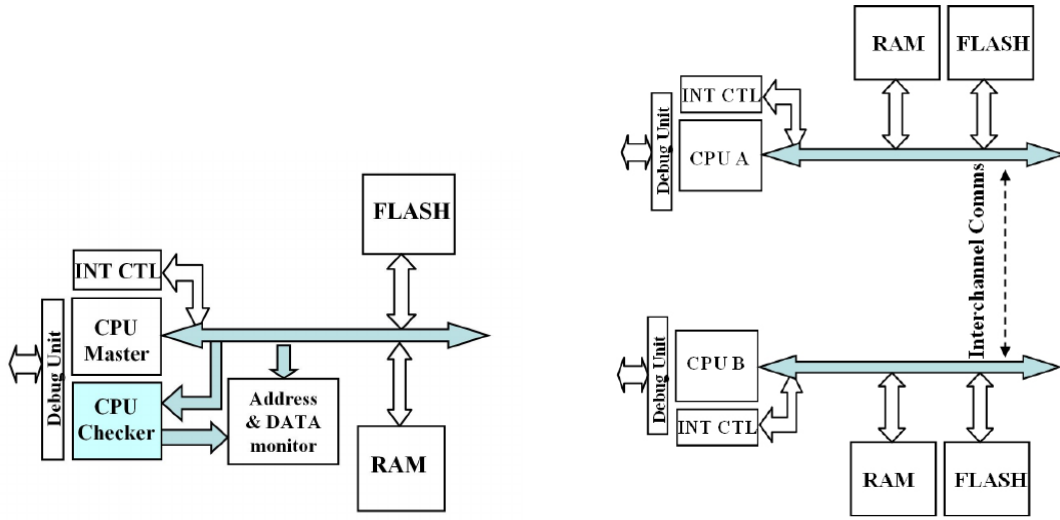 FLASH
INT CTL
CPU
Master
Debug Unit
CPU
Checker
Address
& DATA
monitor
RAM
RAM
FLASH
INT CTL
Debug Unit
CPU A
Interchannel Comms
Debug Unit
CPU B
INT CTL
RAM
FLASH